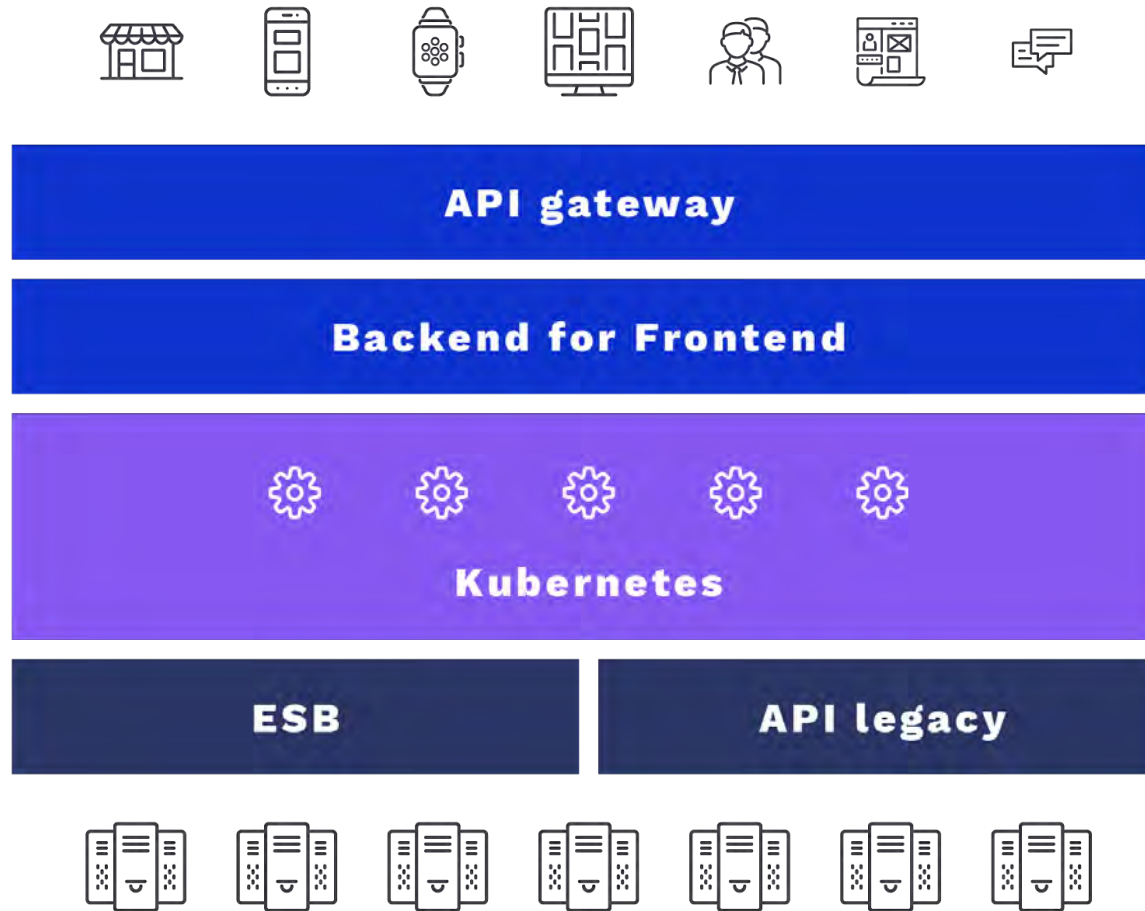 API gateway
Backend for Frontend
Kubernetes
ESB
API legacy